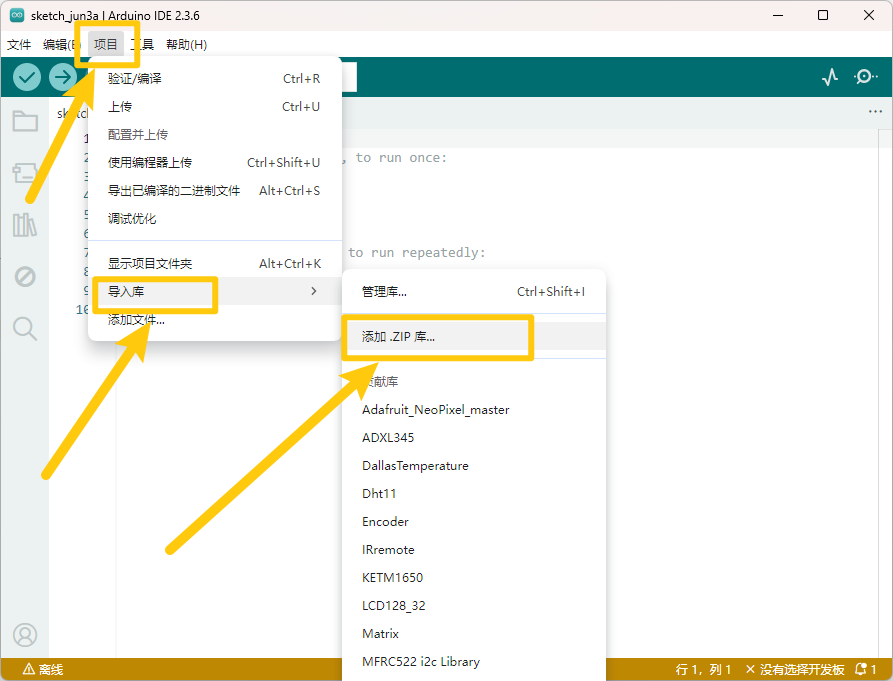 sketch_jun3a | Arduino IDE 2.3.6
文件 编辑(E) 项目 工具 帮助(H)
验证/编译 Ctrl+R
上传 Ctrl+U
配置并上传
使用编程器上传 Ctrl+Shift+U
导出已编译的二进制文件 Alt+Ctrl+S
调试优化
显示项目文件夹 Alt+Ctrl+K
导入库
添加文件...
sketc
1
2 , to run once:
3
4
5
6
7 to run repeatedly:
8
9
10
管理库... Ctrl+Shift+I
添加 .ZIP 库...
贡献库
Adafruit_NeoPixel_master
ADXL345
DallasTemperature
Dht11
Encoder
IRremote
KETM1650
LCD128_32
Matrix
MFRC522 i2c Library
离线 行 1，列 1 × 没有选择开发板 1